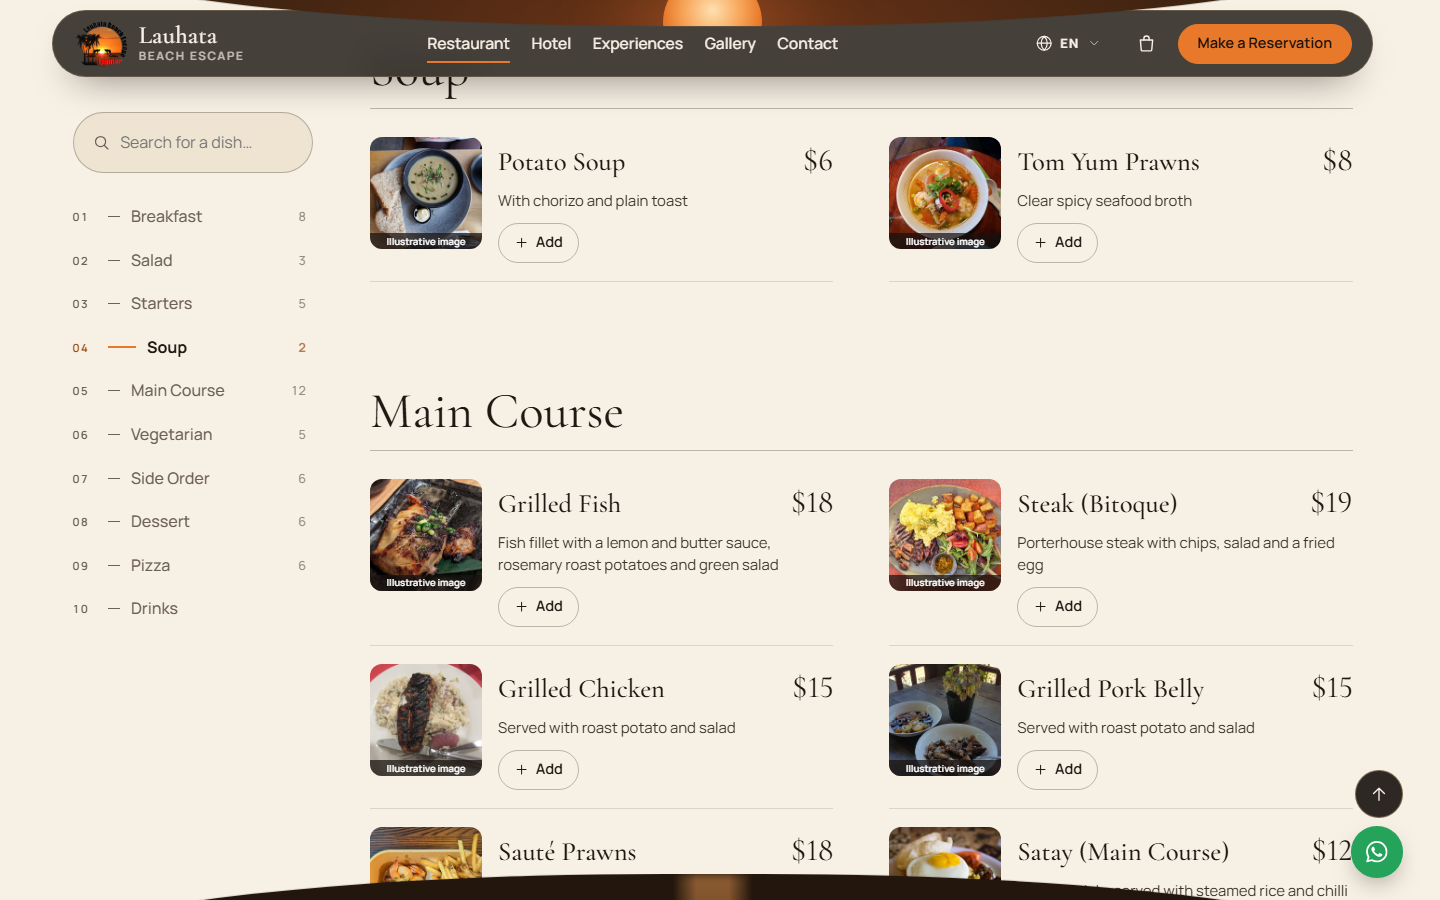 Lauhata
BEACH ESCAPE
Restaurant
Hotel
Experiences
Gallery
Contact
EN
Make a Reservation
Soup
Search for a dish...
01 — Breakfast 8
02 — Salad 3
03 — Starters 5
04 — Soup 2
05 — Main Course 12
06 — Vegetarian 5
07 — Side Order 6
08 — Dessert 6
09 — Pizza 6
10 — Drinks
Potato Soup $6
With chorizo and plain toast
Illustrative image
+ Add
Tom Yum Prawns $8
Clear spicy seafood broth
Illustrative image
+ Add
Main Course
Grilled Fish $18
Fish fillet with a lemon and butter sauce,
rosemary roast potatoes and green salad
Illustrative image
+ Add
Steak (Bitoque) $19
Porterhouse steak with chips, salad and a fried
egg
Illustrative image
+ Add
Grilled Chicken $15
Served with roast potato and salad
Illustrative image
+ Add
Grilled Pork Belly $15
Served with roast potato and salad
Illustrative image
+ Add
Sauté Prawns $18
Satay (Main Course) $12
served with steamed rice and chilli